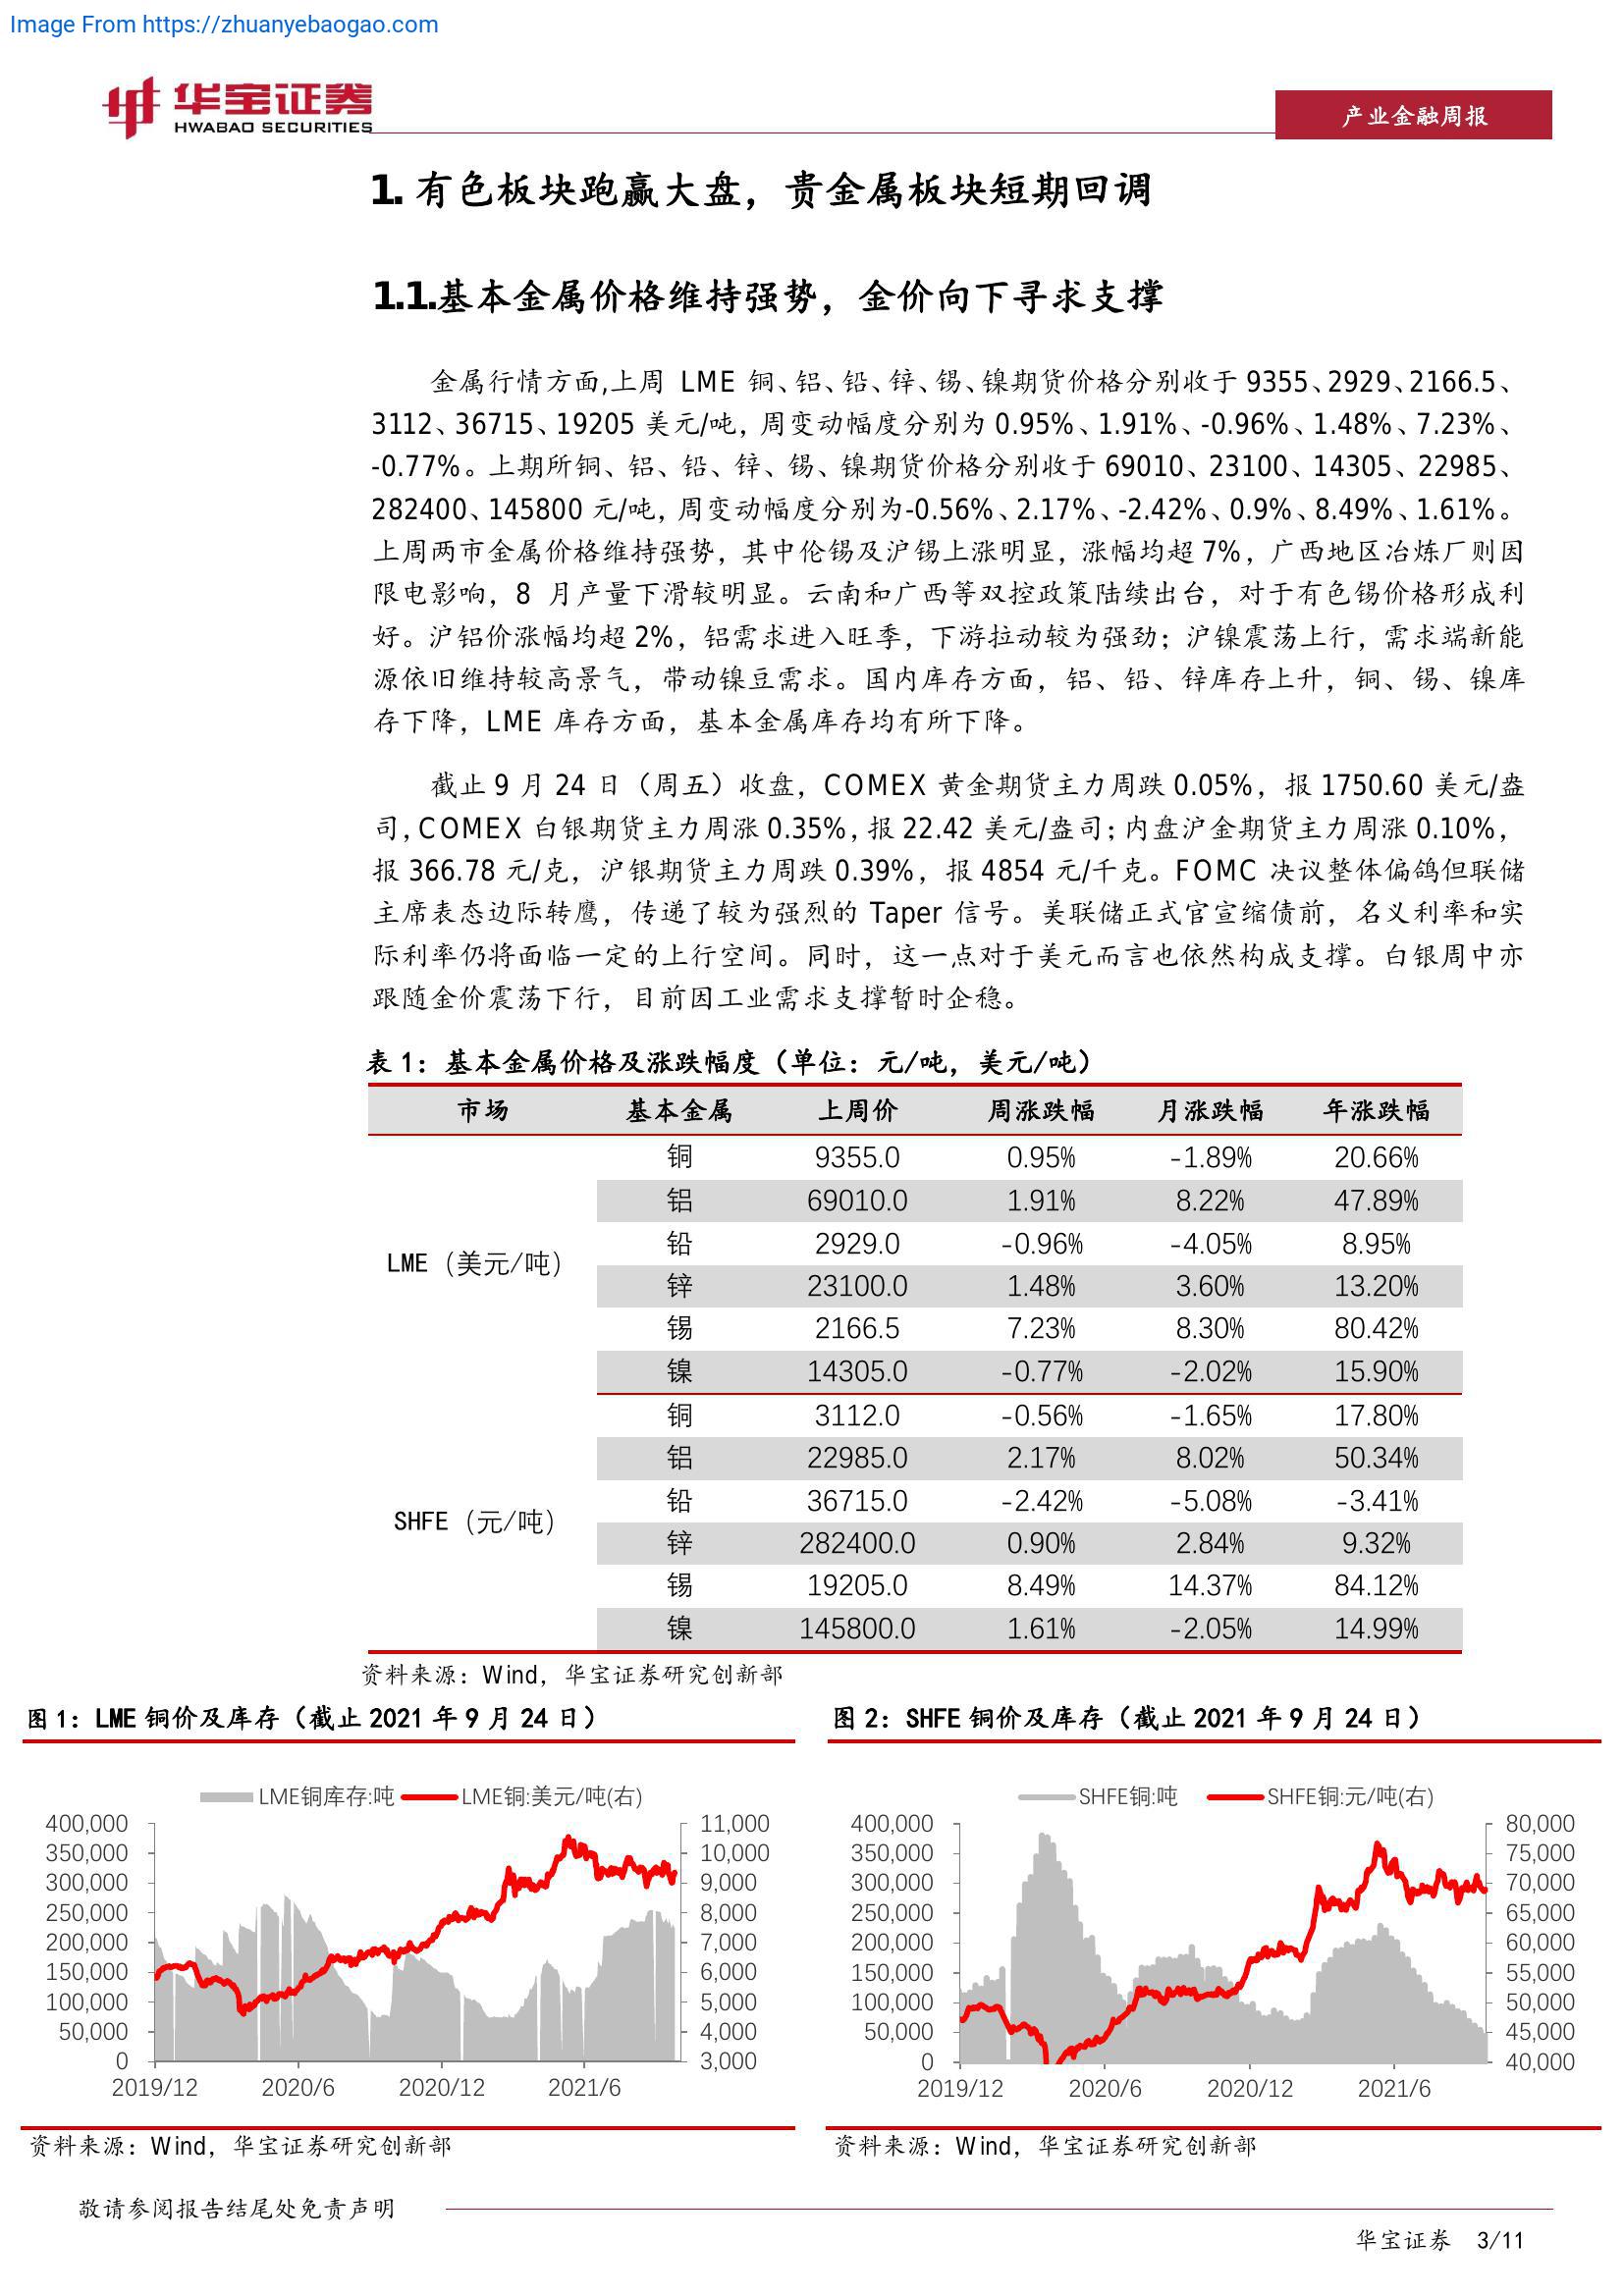 Image From https://zhuanyebaogao.com
华宝证券
HWABAO SECURITIES
产业金融周报
1. 有色板块跑赢大盘，贵金属板块短期回调
1.1.基本金属价格维持强势，金价向下寻求支撑
金属行情方面,上周 LME 铜、铝、铅、锌、锡、镍期货价格分别收于 9355、2929、2166.5、
3112、36715、19205 美元/吨，周变动幅度分别为 0.95%、1.91%、-0.96%、1.48%、7.23%、
-0.77%。上期所铜、铝、铅、锌、锡、镍期货价格分别收于 69010、23100、14305、22985、
282400、145800 元/吨，周变动幅度分别为-0.56%、2.17%、-2.42%、0.9%、8.49%、1.61%。
上周两市金属价格维持强势，其中伦锡及沪锡上涨明显，涨幅均超 7%，广西地区冶炼厂则因
限电影响，8 月产量下滑较明显。云南和广西等双控政策陆续出台，对于有色锡价格形成利
好。沪铝价涨幅均超 2%，铝需求进入旺季，下游拉动较为强劲；沪镍震荡上行，需求端新能
源依旧维持较高景气，带动镍豆需求。国内库存方面，铝、铅、锌库存上升，铜、锡、镍库
存下降，LME 库存方面，基本金属库存均有所下降。
截止 9 月 24 日（周五）收盘，COMEX 黄金期货主力周跌 0.05%，报 1750.60 美元/盎
司，COMEX 白银期货主力周涨 0.35%，报 22.42 美元/盎司；内盘沪金期货主力周涨 0.10%，
报 366.78 元/克，沪银期货主力周跌 0.39%，报 4854 元/千克。FOMC 决议整体偏鸽但联储
主席表态边际转鹰，传递了较为强烈的 Taper 信号。美联储正式官宣缩债前，名义利率和实
际利率仍将面临一定的上行空间。同时，这一点对于美元而言也依然构成支撑。白银周中亦
跟随金价震荡下行，目前因工业需求支撑暂时企稳。
表 1：基本金属价格及涨跌幅度（单位：元/吨，美元/吨）
市场 基本金属 上周价 周涨跌幅 月涨跌幅 年涨跌幅
LME（美元/吨）
铜 9355.0 0.95% -1.89% 20.66%
铝 69010.0 1.91% 8.22% 47.89%
铅 2929.0 -0.96% -4.05% 8.95%
锌 23100.0 1.48% 3.60% 13.20%
锡 2166.5 7.23% 8.30% 80.42%
镍 14305.0 -0.77% -2.02% 15.90%
SHFE（元/吨）
铜 3112.0 -0.56% -1.65% 17.80%
铝 22985.0 2.17% 8.02% 50.34%
铅 36715.0 -2.42% -5.08% -3.41%
锌 282400.0 0.90% 2.84% 9.32%
锡 19205.0 8.49% 14.37% 84.12%
镍 145800.0 1.61% -2.05% 14.99%
资料来源：Wind，华宝证券研究创新部
图 1：LME 铜价及库存（截止 2021 年 9 月 24 日）
LME铜库存:吨 LME铜:美元/吨(右)
400,000 11,000
350,000 10,000
300,000 9,000
250,000 8,000
200,000 7,000
150,000 6,000
100,000 5,000
50,000 4,000
0 3,000
2019/12 2020/6 2020/12 2021/6
资料来源：Wind，华宝证券研究创新部
图 2：SHFE 铜价及库存（截止 2021 年 9 月 24 日）
SHFE铜:吨 SHFE铜:元/吨(右)
400,000 80,000
350,000 75,000
300,000 70,000
250,000 65,000
200,000 60,000
150,000 55,000
100,000 50,000
50,000 45,000
0 40,000
2019/12 2020/6 2020/12 2021/6
资料来源：Wind，华宝证券研究创新部
敬请参阅报告结尾处免责声明
华宝证券 3/11